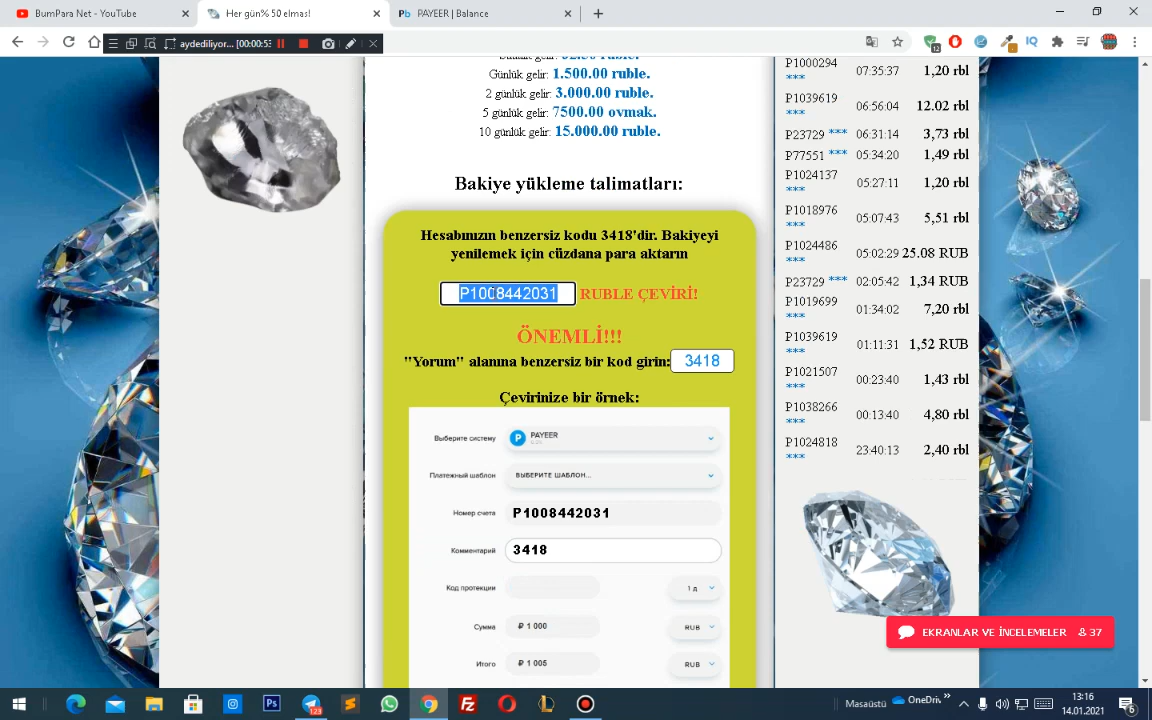 BumPara Net - YouTube
Her gün% 50 elmas!
PAYEER | Balance
aydediliyor... [00:00:53
12
IQ
Günlük gelir: 1.500.00 ruble.
2 günlük gelir: 3.000.00 ruble.
5 günlük gelir: 7500.00 ovmak.
10 günlük gelir: 15.000.00 ruble.
Bakiye yükleme talimatları:
Hesabınızın benzersiz kodu 3418'dir. Bakiyeyi
yenilemek için cüzdana para aktarın
P1008442031 RUBLE ÇEVİRİ!
ÖNEMLİ!!!
"Yorum" alanına benzersiz bir kod girin: 3418
Çevirinize bir örnek:
Выберите систему PAYEER
Платежный шаблон ВЫБЕРИТЕ ШАБЛОН...
Номер счета P1008442031
Комментарий 3418
Код протекции 1 д
Сумма ₽ 1 000 RUB
Итого ₽ 1 005 RUB
P1000294 *** 07:35:37 1,20 rbl
P1039619 *** 06:56:04 12.02 rbl
P23729 *** 06:31:14 3,73 rbl
P77551 *** 05:34:20 1,49 rbl
P1024137 *** 05:27:11 1,20 rbl
P1018976 *** 05:07:43 5,51 rbl
P1024486 *** 05:02:29 25.08 RUB
P23729 *** 02:05:42 1,34 RUB
P1019699 *** 01:34:02 7,20 rbl
P1039619 *** 01:11:31 1,52 RUB
P1021507 *** 00:23:40 1,43 rbl
P1038266 *** 00:13:40 4,80 rbl
P1024818 *** 23:40:13 2,40 rbl
EKRANLAR VE İNCELEMELER 37
Ps
123
Masaüstü
OneDriv
13:16
14.01.2021
6